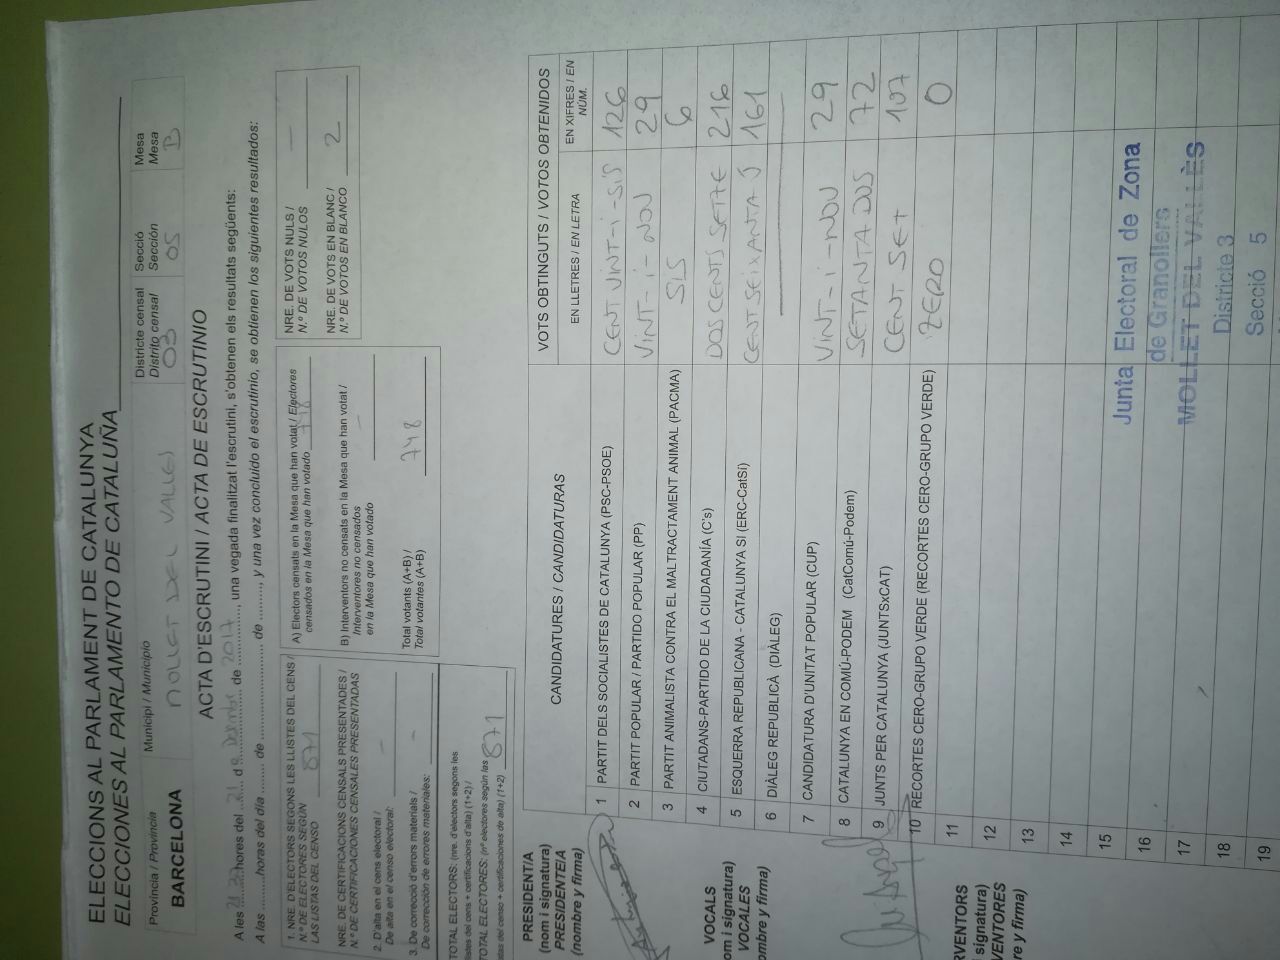 ELECCIONS AL PARLAMENT DE CATALUNYA
ELECCIONES AL PARLAMENTO DE CATALUÑA
Província / Provincia
BARCELONA
Municipi / Municipio
MOLLET DEL VALLES
Districte censal
Distrito censal
03
Secció
Sección
05
Mesa
Mesa
B
ACTA D'ESCRUTINI / ACTA DE ESCRUTINIO
A les hores del 21 d de 2017, una vegada finalitzat l'escrutini, s'obtenen els resultats següents:
A las .........horas del día ........ de ........................ de ........., y una vez concluido el escrutinio, se obtienen los siguientes resultados:
1. NRE. D'ELECTORS SEGONS LES LLISTES DEL CENS /
N.º DE ELECTORES SEGÚN
LAS LISTAS DEL CENSO 871
NRE. DE CERTIFICACIONS CENSALS PRESENTADES /
N.º DE CERTIFICACIONES CENSALES PRESENTADAS
2. D'alta en el cens electoral /
De alta en el censo electoral: –
3. De correcció d'errors materials /
De corrección de errores materiales: –
TOTAL ELECTORS: (nre. d'electors segons les
llistes del cens + certificacions d'alta) (1+2) /
TOTAL ELECTORES: (nº electores según las
listas del censo + certificaciones de alta) (1+2) 871
A) Electors censats en la Mesa que han votat / Electores
censados en la Mesa que han votado 748
B) Interventors no censats en la Mesa que han votat /
Interventores no censados
en la Mesa que han votado –
Total votants (A+B) /
Total votantes (A+B) 748
NRE. DE VOTS NULS /
N.º DE VOTOS NULOS –
NRE. DE VOTS EN BLANC /
N.º DE VOTOS EN BLANCO 2
CANDIDATURES / CANDIDATURAS
VOTS OBTINGUTS / VOTOS OBTENIDOS
EN LLETRES / EN LETRA
EN XIFRES / EN NÚM.
1 PARTIT DELS SOCIALISTES DE CATALUNYA (PSC-PSOE) CENT VINT-I-SIS 126
2 PARTIT POPULAR / PARTIDO POPULAR (PP) VINT-I-NOU 29
3 PARTIT ANIMALISTA CONTRA EL MALTRACTAMENT ANIMAL (PACMA) SIS 6
4 CIUTADANS-PARTIDO DE LA CIUDADANÍA (C's) DOSCENTS SETZE 216
5 ESQUERRA REPUBLICANA - CATALUNYA SI (ERC-CatSí) CENT SEIXANTA 161
6 DIÀLEG REPUBLICÀ (DIÀLEG)
7 CANDIDATURA D'UNITAT POPULAR (CUP) VINT-I-NOU 29
8 CATALUNYA EN COMÚ-PODEM (CatComú-Podem) SETANTA DOS 72
9 JUNTS PER CATALUNYA (JUNTSxCAT) CENT SET 107
10 RECORTES CERO-GRUPO VERDE (RECORTES CERO-GRUPO VERDE) ZERO 0
11
12
13
14
15
16
17
18
19
PRESIDENT/A
(nom i signatura)
PRESIDENTE/A
(nombre y firma)
VOCALS
om i signatura)
VOCALES
ombre y firma)
RVENTORS
signatura)
VENTORES
re y firma)
Junta Electoral de Zona
de Granollers
MOLLET DEL VALLÈS
Districte 3
Secció 5